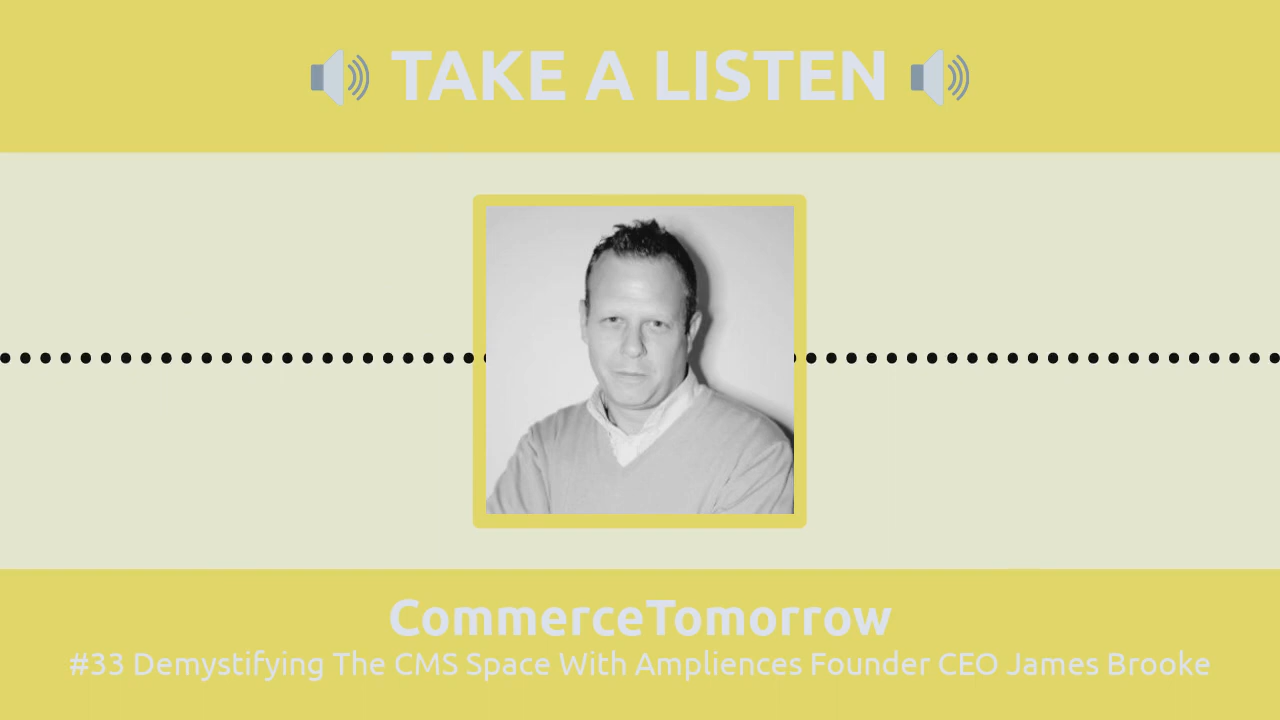 🔊 TAKE A LISTEN 🔊
CommerceTomorrow
#33 Demystifying The CMS Space With Ampliences Founder CEO James Brooke